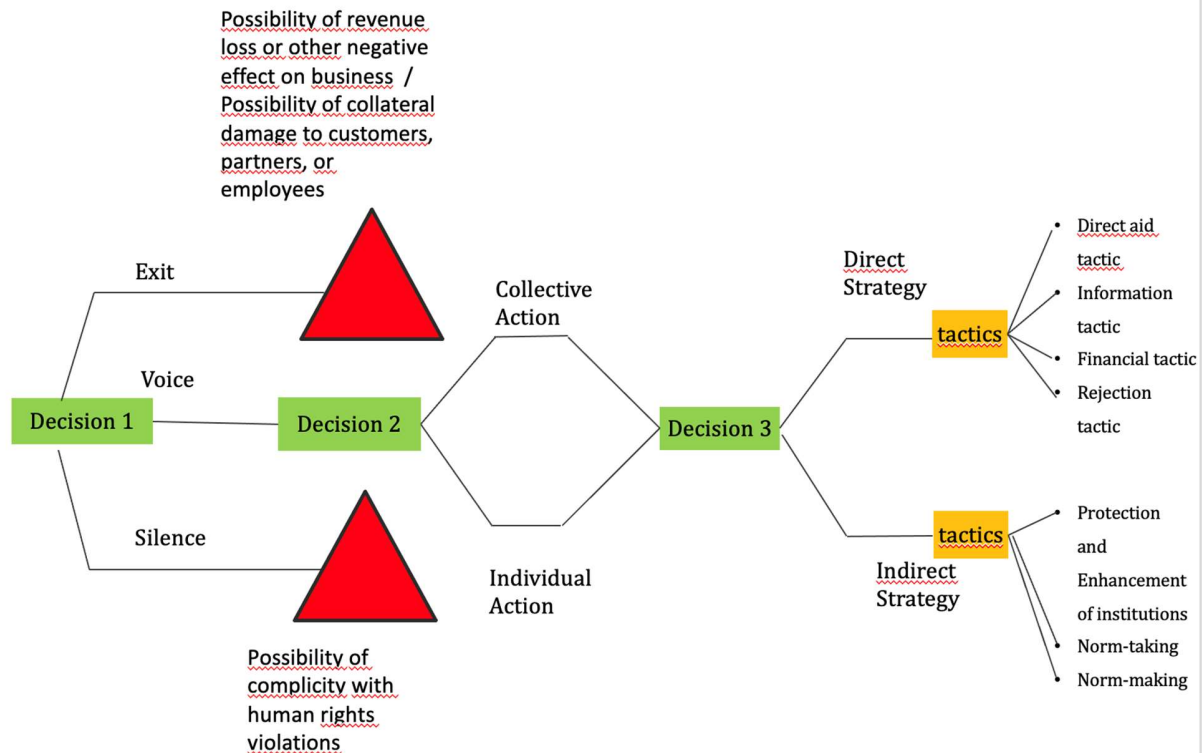 Possibility of revenue
loss or other negative
effect on business  /
Possibility of collateral
damage to customers,
partners, or
employees
Exit
Voice
Decision 1
Silence
Decision 2
Possibility of
complicity with
human rights
violations
Collective
Action
Individual
Action
Decision 3
Direct
Strategy
tactics
• Direct aid
tactic
• Information
tactic
• Financial tactic
• Rejection
tactic
Indirect
Strategy
tactics
• Protection
and
Enhancement
of institutions
• Norm-taking
• Norm-making